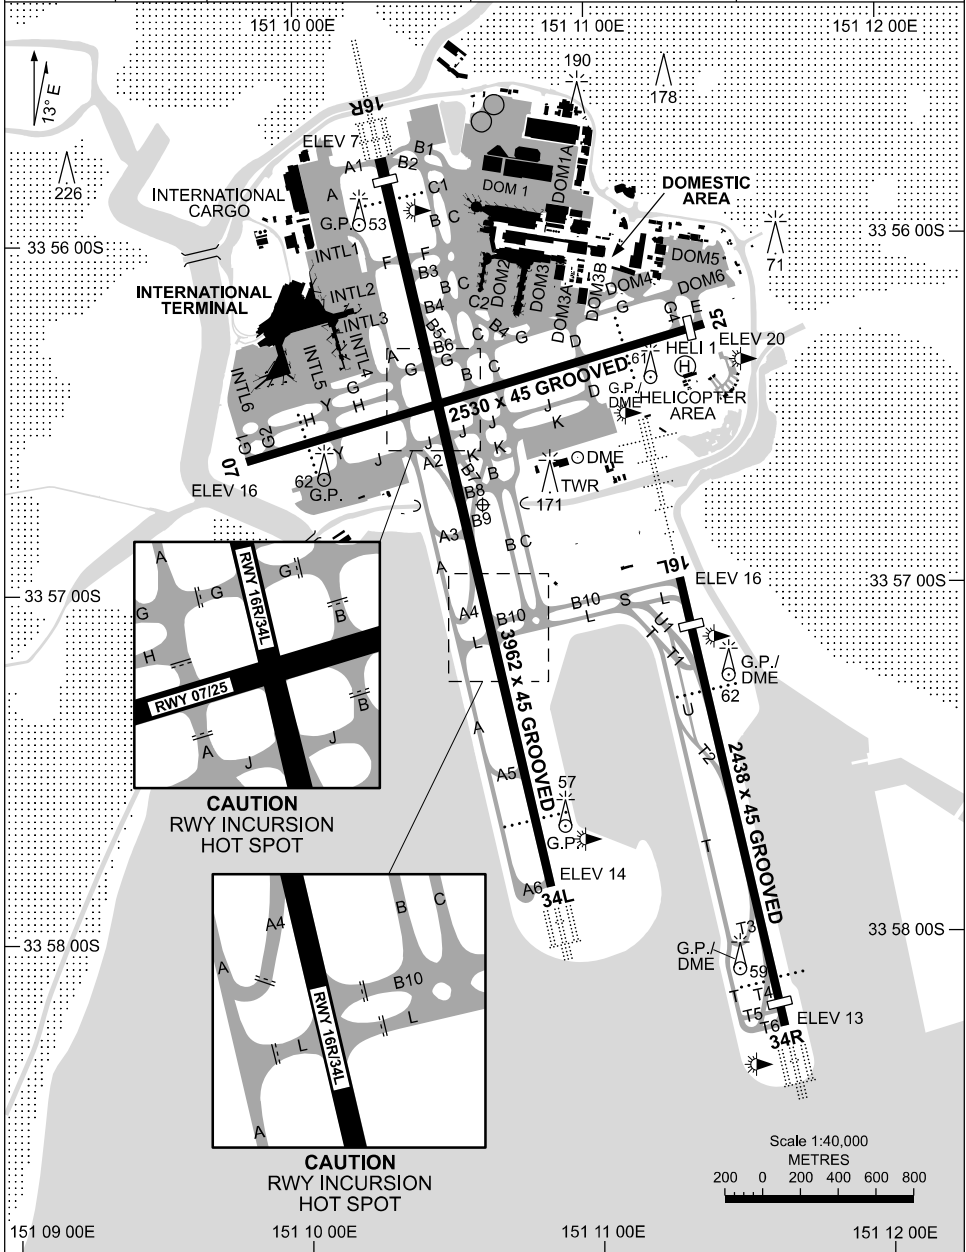 151 10 00E
151 11 00E
151 12 00E
13° E
190
178
16R
ELEV 7
226
A1
B2
B1
A
C1
DOM 1
DOM1A
DOMESTIC
AREA
INTERNATIONAL
CARGO
G.P.
53
B
C
71
33 56 00S
33 56 00S
INTL1
F
F
B3
B
C
DOM2
DOM3
DOM3A
DOM3B
DOM4
DOM5
DOM6
INTERNATIONAL
TERMINAL
INTL2
INTL3
INTL4
INTL5
INTL6
B4
C2
B5
B6
C
B4
G
G
G4
E
25
ELEV 20
A
G
G
B
C
D
D
61
HELI 1
H
G.P./
DME
HELICOPTER
AREA
2530 x 45 GROOVED
G
H
Y
H
G1
G2
Y
J
J
J
J
K
K
K
07
ELEV 16
62
G.P.
A2
B7
B
B8
B9
DME
TWR
171
A3
A
B
C
16L
ELEV 16
33 57 00S
33 57 00S
A4
B10
B10
L
L
S
L
U1
T
T1
G.P./
DME
62
U
T2
3962 x 45 GROOVED
2438 x 45 GROOVED
A
A5
57
G.P.
ELEV 14
A6
34L
T
T3
G.P./
DME
59
T
T4
T5
T6
ELEV 13
34R
33 58 00S
33 58 00S
A
G
G
G
H
B
RWY 16R/34L
RWY 07/25
A
J
J
B
CAUTION
RWY INCURSION
HOT SPOT
A
A4
B
C
B10
L
L
RWY 16R/34L
A
CAUTION
RWY INCURSION
HOT SPOT
Scale 1:40,000
METRES
200 0 200 400 600 800
151 09 00E
151 10 00E
151 11 00E
151 12 00E